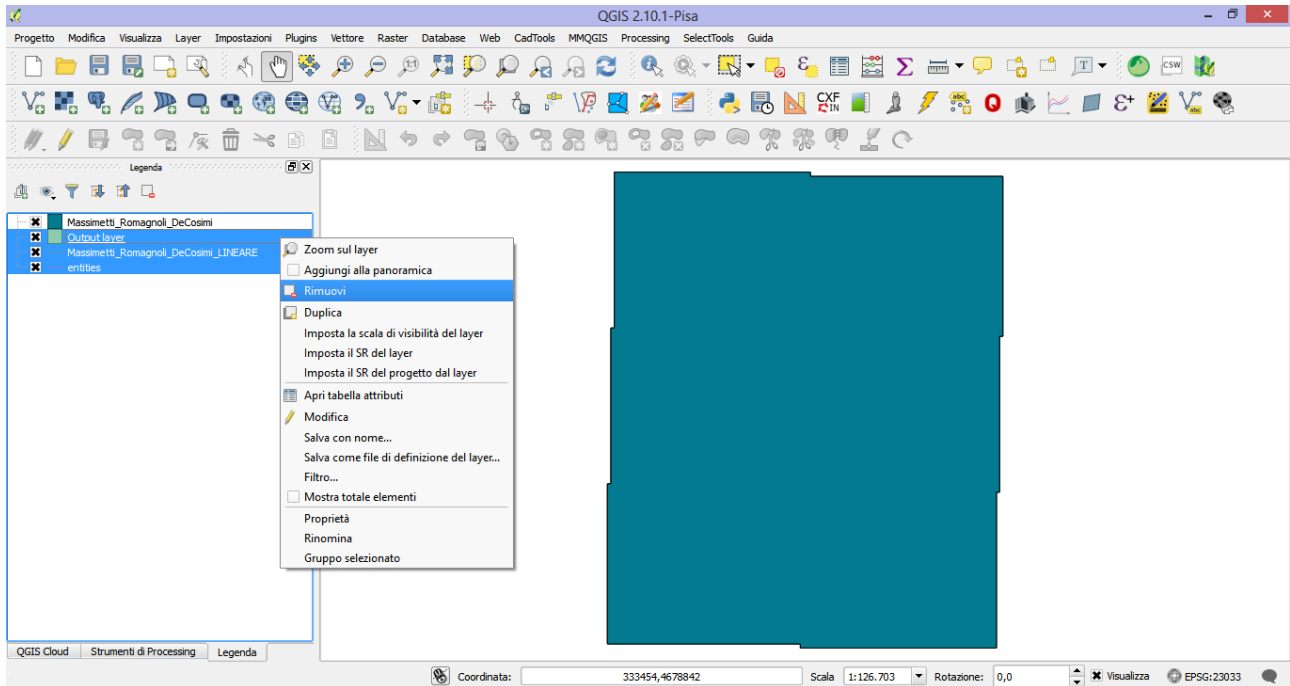 QGIS 2.10.1-Pisa
Progetto Modifica Visualizza Layer Impostazioni Plugins Vettore Raster Database Web CadTools MMQGIS Processing SelectTools Guida
Legenda
Massimetti_Romagnoli_DeCosimi
Output layer
Massimetti_Romagnoli_DeCosimi_LINEARE
entities
Zoom sul layer
Aggiungi alla panoramica
Rimuovi
Duplica
Imposta la scala di visibilità del layer
Imposta il SR del layer
Imposta il SR del progetto dal layer
Apri tabella attributi
Modifica
Salva con nome...
Salva come file di definizione del layer...
Filtro...
Mostra totale elementi
Proprietà
Rinomina
Gruppo selezionato
QGIS Cloud Strumenti di Processing Legenda
Coordinata: 333454,4678842 Scala 1:126.703 Rotazione: 0,0 Visualizza EPSG:23033